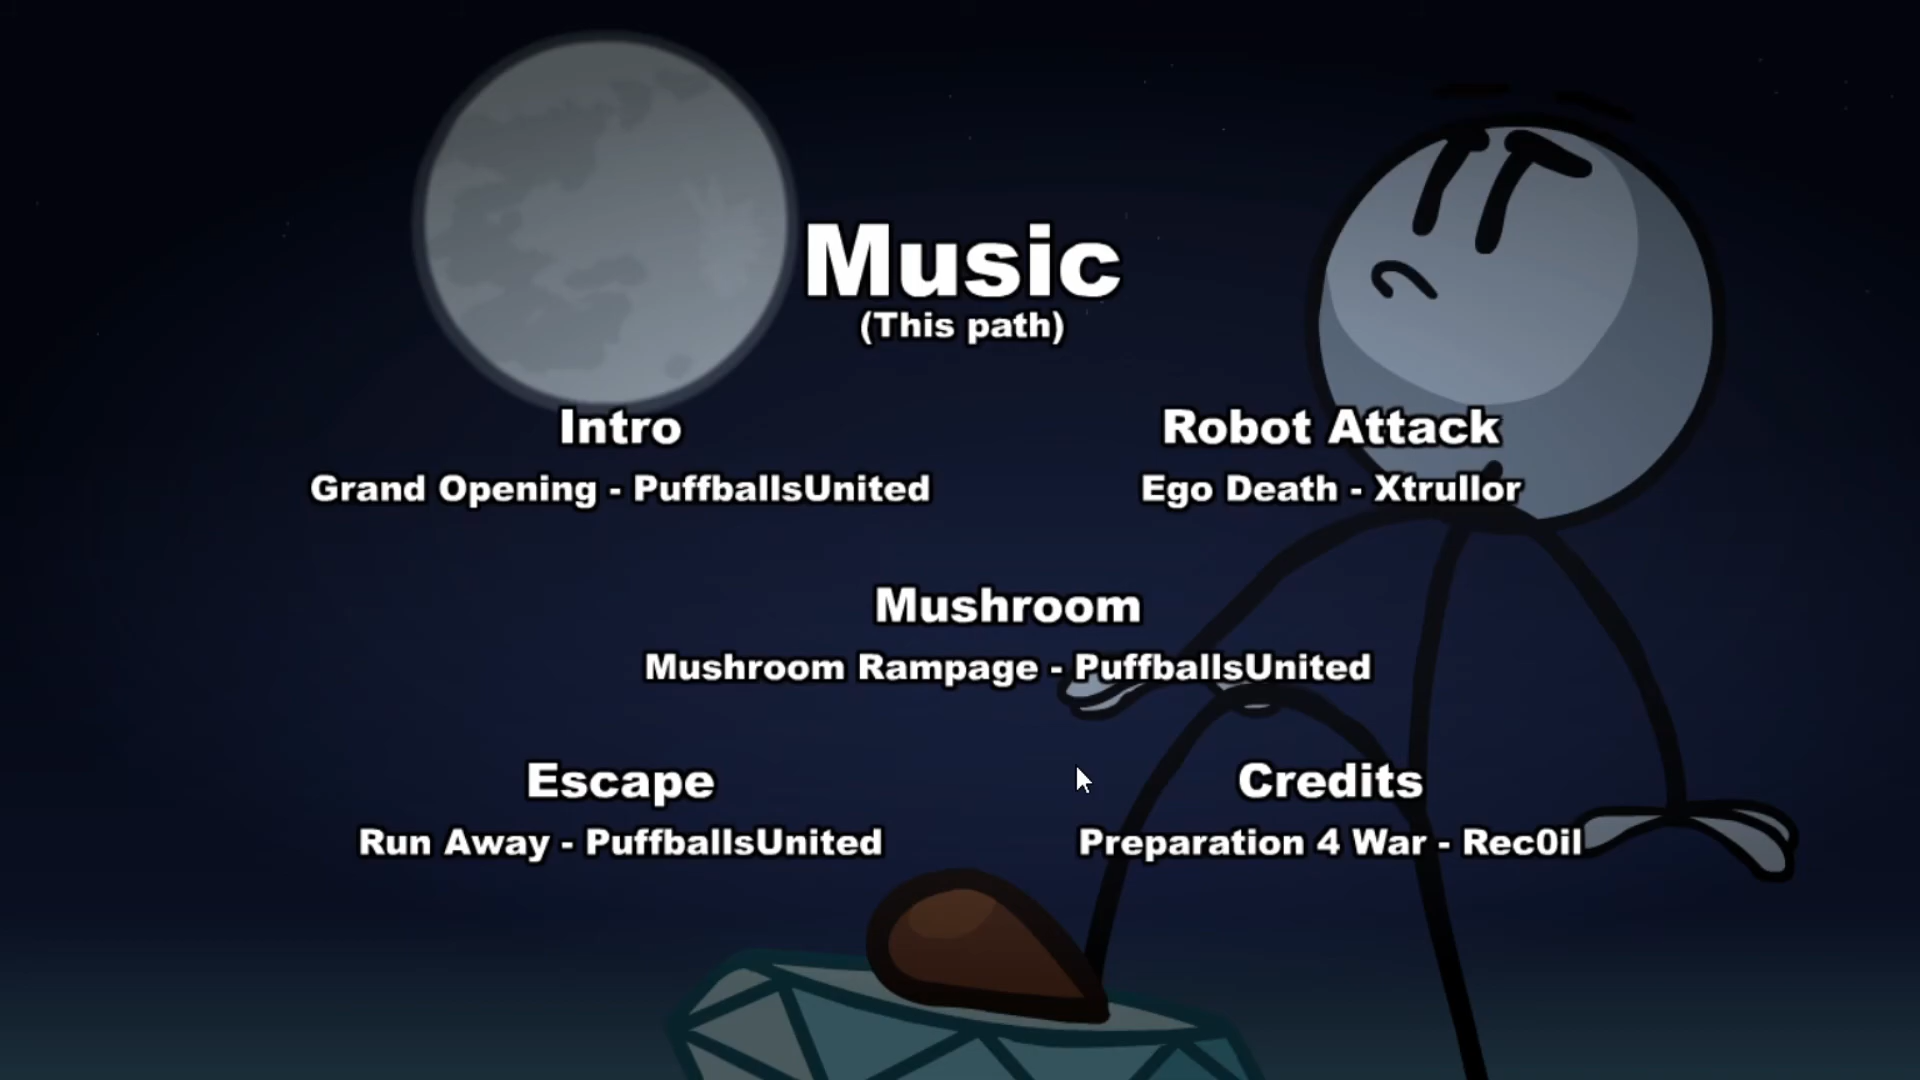 Music
(This path)
Intro
Grand Opening - PuffballsUnited
Robot Attack
Ego Death - Xtrullor
Mushroom
Mushroom Rampage - PuffballsUnited
Escape
Run Away - PuffballsUnited
Credits
Preparation 4 War - Rec0il